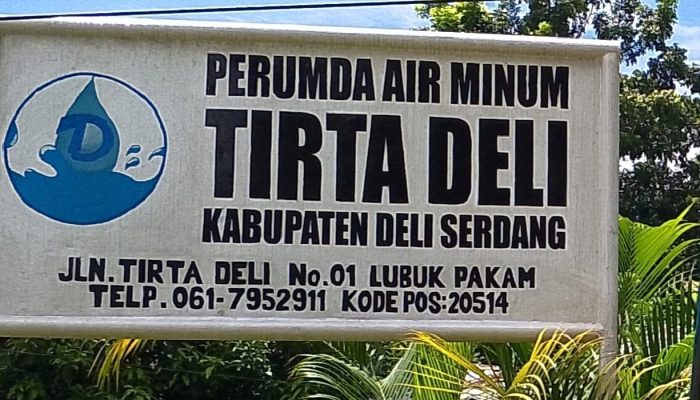 PERUMDA AIR MINUM
TIRTA DELI
KABUPATEN DELI SERDANG
JLN.TIRTA DELI No.01 LUBUK PAKAM
TELP.061-7952911 KODE POS:20514
D